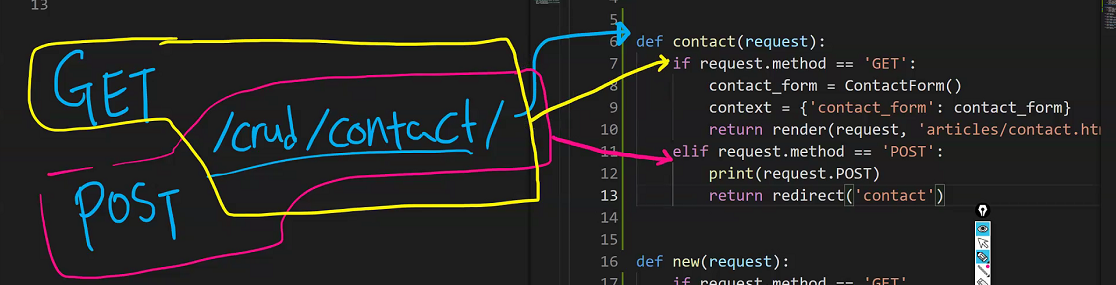 13
GET
/crud/contact/
POST
4
5
6 def contact(request):
7 if request.method == 'GET':
8 contact_form = ContactForm()
9 context = {'contact_form': contact_form}
10 return render(request, 'articles/contact.htm
11 elif request.method == 'POST':
12 print(request.POST)
13 return redirect('contact')
14
15
16 def new(request):
17 if request.method == 'GET'